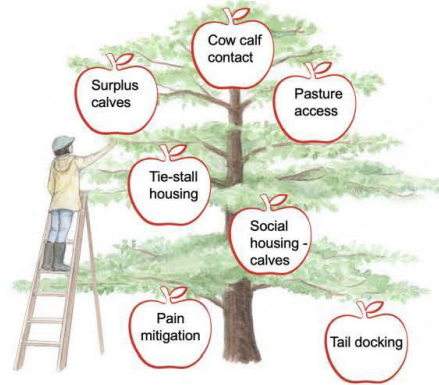 Cow calf
contact
Surplus
calves
Pasture
access
Tie-stall
housing
Social
housing -
calves
Pain
mitigation
Tail docking